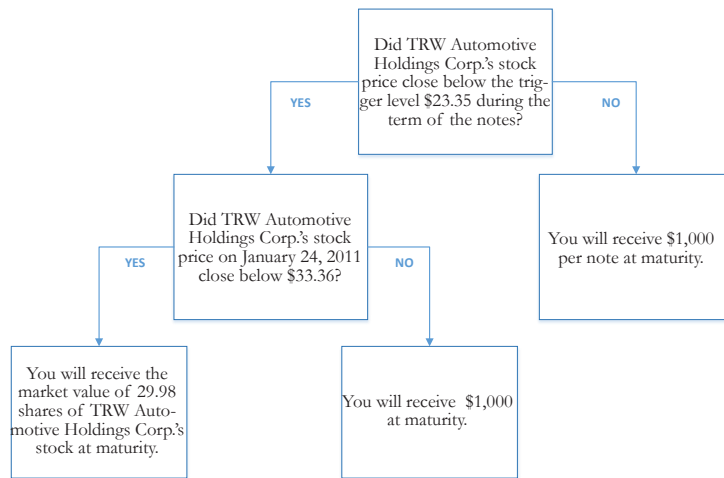 Did TRW Automotive
Holdings Corp.'s stock
price close below the trig-
ger level $23.35 during the
term of the notes?
YES
NO
Did TRW Automotive
Holdings Corp.'s stock
price on January 24, 2011
close below $33.36?
You will receive $1,000
per note at maturity.
YES
NO
You will receive the
market value of 29.98
shares of TRW Auto-
motive Holdings Corp.'s
stock at maturity.
You will receive $1,000
at maturity.